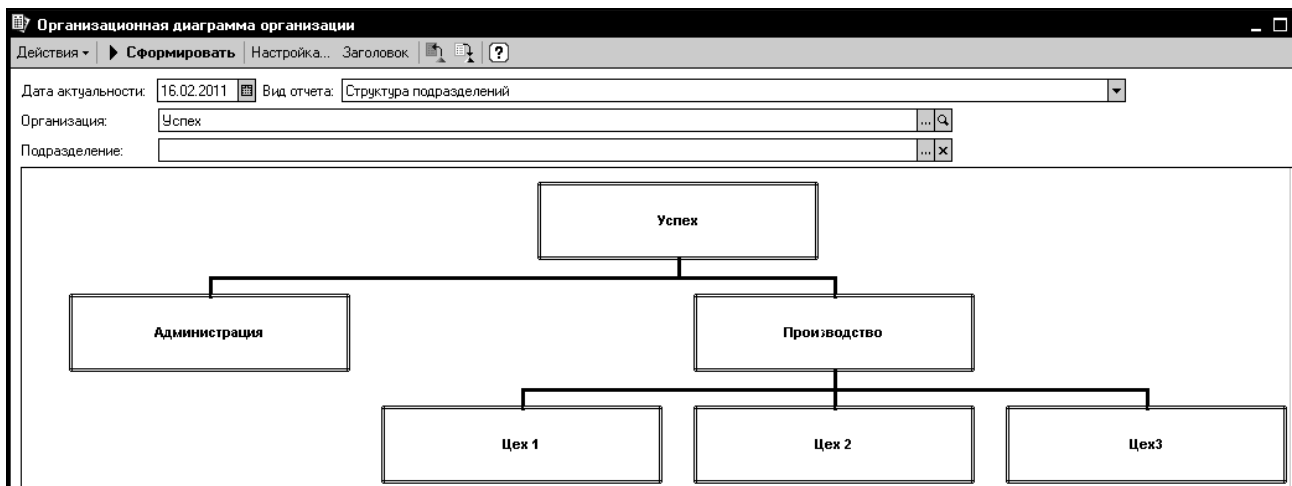 Организационная диаграмма организации
Действия Сформировать Настройка... Заголовок ?
Дата актуальности: 16.02.2011 Вид отчета: Структура подразделений
Организация: Успех ...
Подразделение: ... x
Успех
Администрация Производство
Цех 1 Цех 2 Цех3